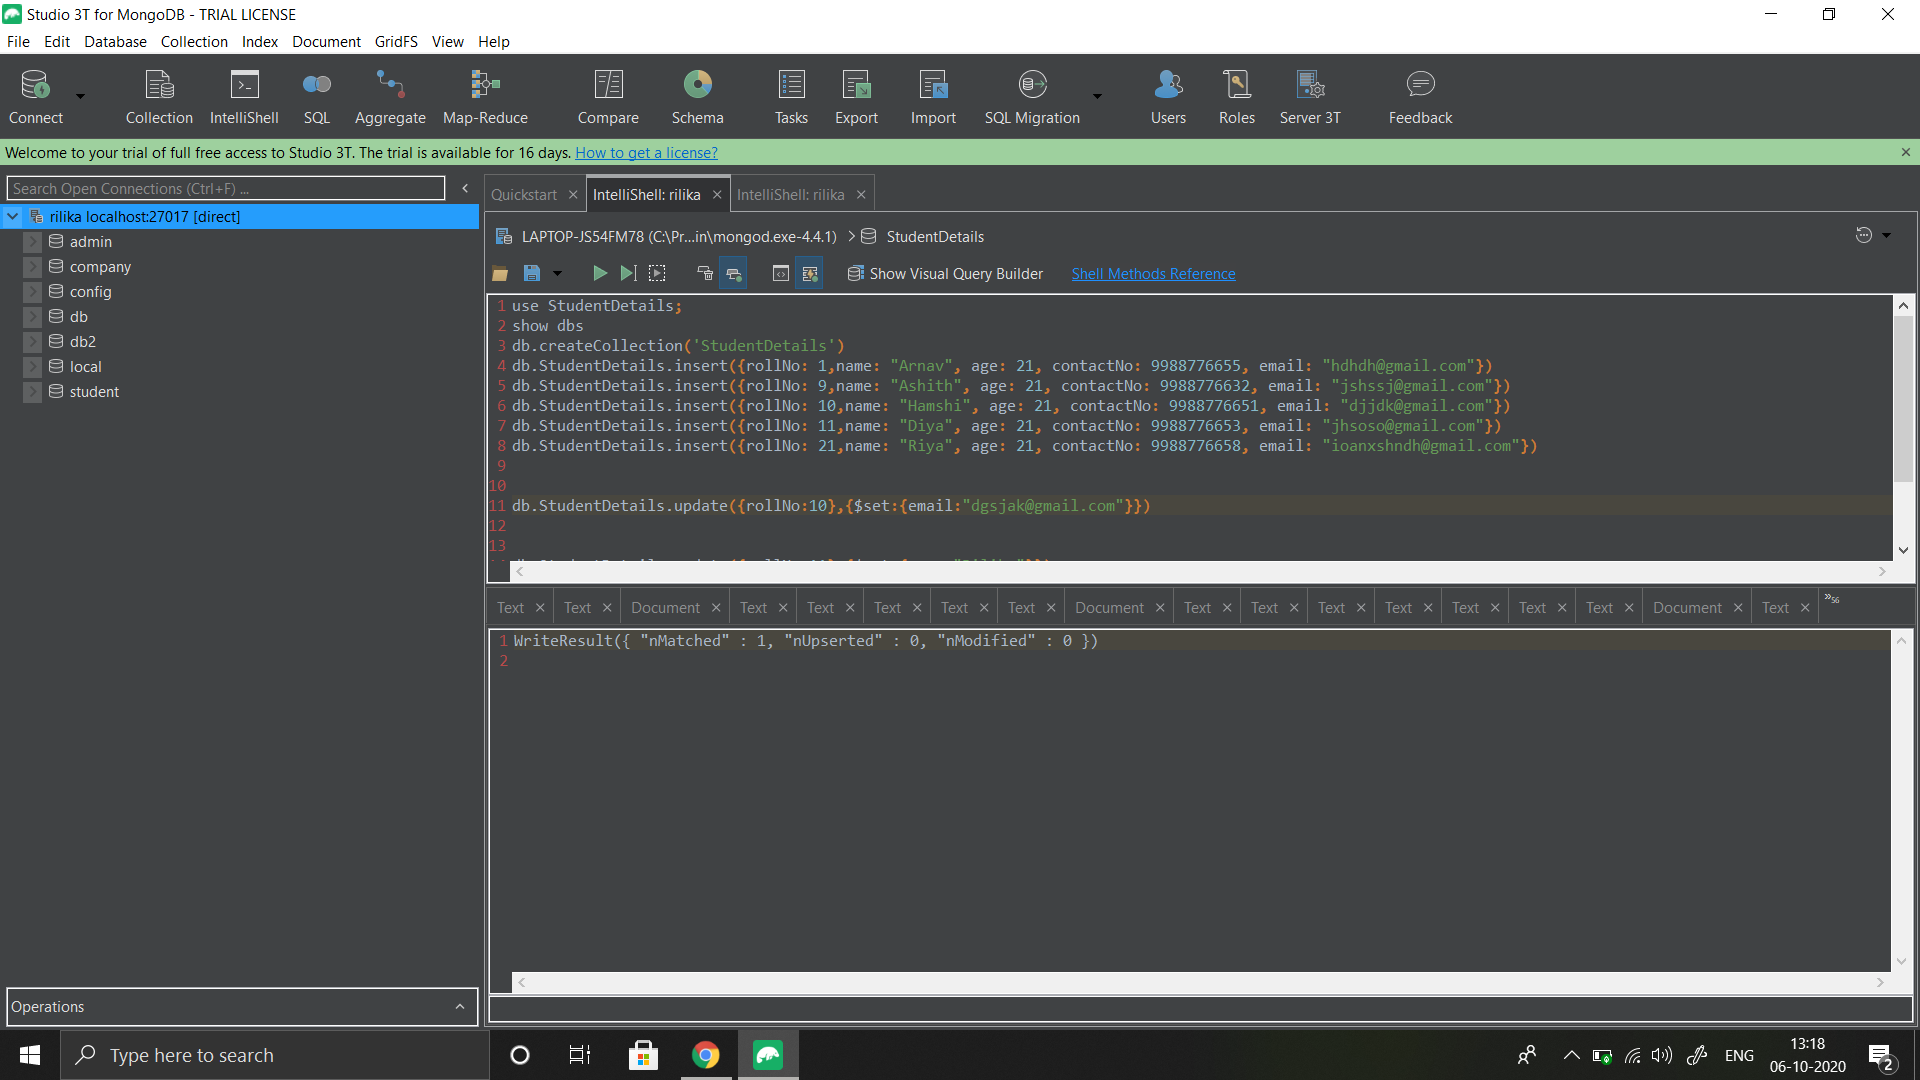 Studio 3T for MongoDB - TRIAL LICENSE
File Edit Database Collection Index Document GridFS View Help
Connect Collection IntelliShell SQL Aggregate Map-Reduce Compare Schema Tasks Export Import SQL Migration Users Roles Server 3T Feedback
Welcome to your trial of full free access to Studio 3T. The trial is available for 16 days. How to get a license?
Search Open Connections (Ctrl+F) ...
rilika localhost:27017 [direct]
admin
company
config
db
db2
local
student
Operations
Quickstart IntelliShell: rilika IntelliShell: rilika
LAPTOP-JS54FM78 (C:\Pr...in\mongod.exe-4.4.1) StudentDetails
Show Visual Query Builder Shell Methods Reference
1 use StudentDetails;
2 show dbs
3 db.createCollection('StudentDetails')
4 db.StudentDetails.insert({rollNo: 1,name: "Arnav", age: 21, contactNo: 9988776655, email: "hdhdh@gmail.com"})
5 db.StudentDetails.insert({rollNo: 9,name: "Ashith", age: 21, contactNo: 9988776632, email: "jshssj@gmail.com"})
6 db.StudentDetails.insert({rollNo: 10,name: "Hamshi", age: 21, contactNo: 9988776651, email: "djjdk@gmail.com"})
7 db.StudentDetails.insert({rollNo: 11,name: "Diya", age: 21, contactNo: 9988776653, email: "jhsoso@gmail.com"})
8 db.StudentDetails.insert({rollNo: 21,name: "Riya", age: 21, contactNo: 9988776658, email: "ioanxshndh@gmail.com"})
9
10
11 db.StudentDetails.update({rollNo:10},{$set:{email:"dgsjak@gmail.com"}})
12
13
Text Text Document Text Text Text Text Text Document Text Text Text Text Text Text Text Document Text »56
1 WriteResult({ "nMatched" : 1, "nUpserted" : 0, "nModified" : 0 })
2
Type here to search
ENG
13:18
06-10-2020
2